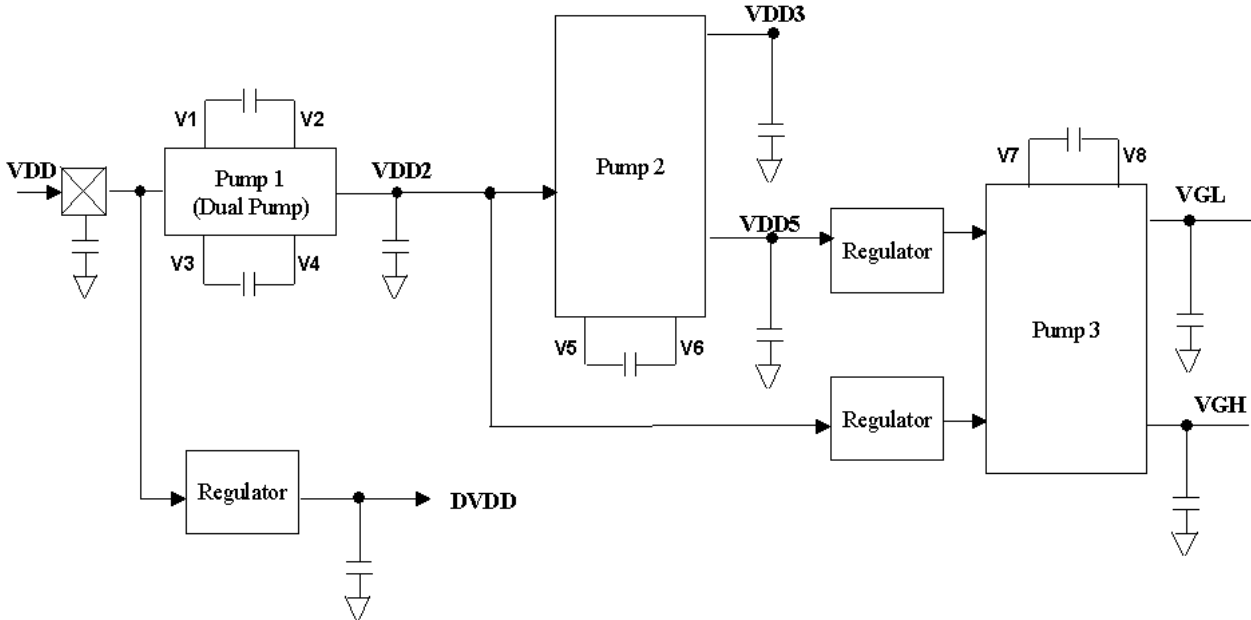 VDD3
V1
V2
VDD
Pump 1
(Dual Pump)
VDD2
Pump 2
V7
V8
VGL
V3
V4
VDD5
Regulator
Pump 3
V5
V6
VGH
Regulator
Regulator
DVDD